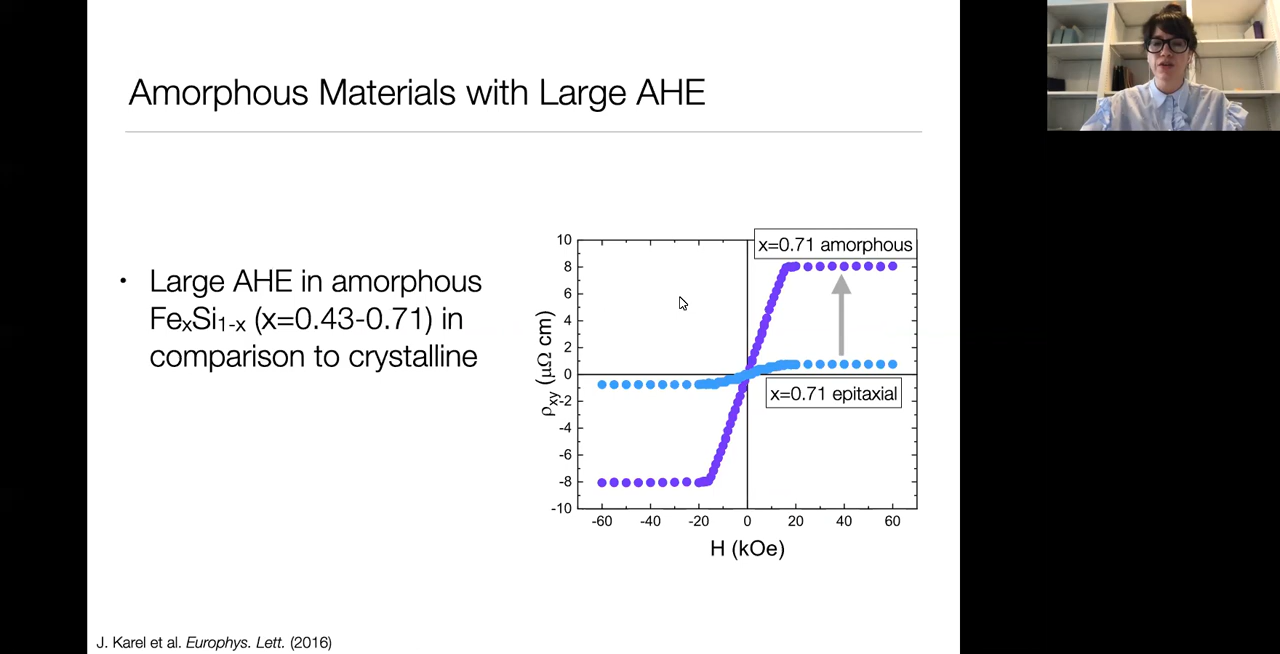 Amorphous Materials with Large AHE
• Large AHE in amorphous
FeₓSi₁₋ₓ (x=0.43-0.71) in
comparison to crystalline
x=0.71 amorphous
x=0.71 epitaxial
ρxy (μΩ cm)
10
8
6
4
2
0
-2
-4
-6
-8
-10
-60 -40 -20 0 20 40 60
H (kOe)
J. Karel et al. Europhys. Lett. (2016)